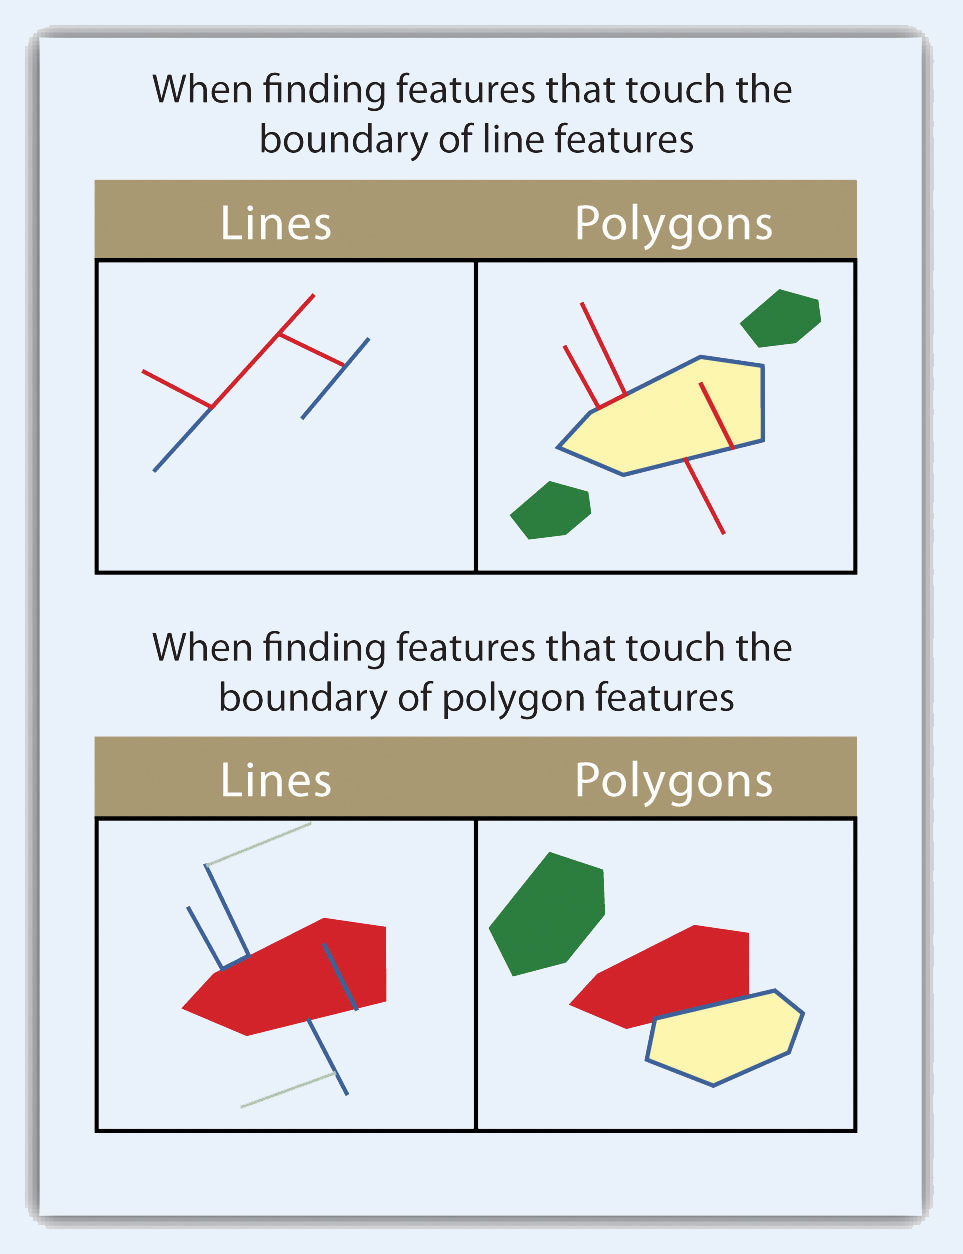 When finding features that touch the
boundary of line features
Lines Polygons
When finding features that touch the
boundary of polygon features
Lines Polygons